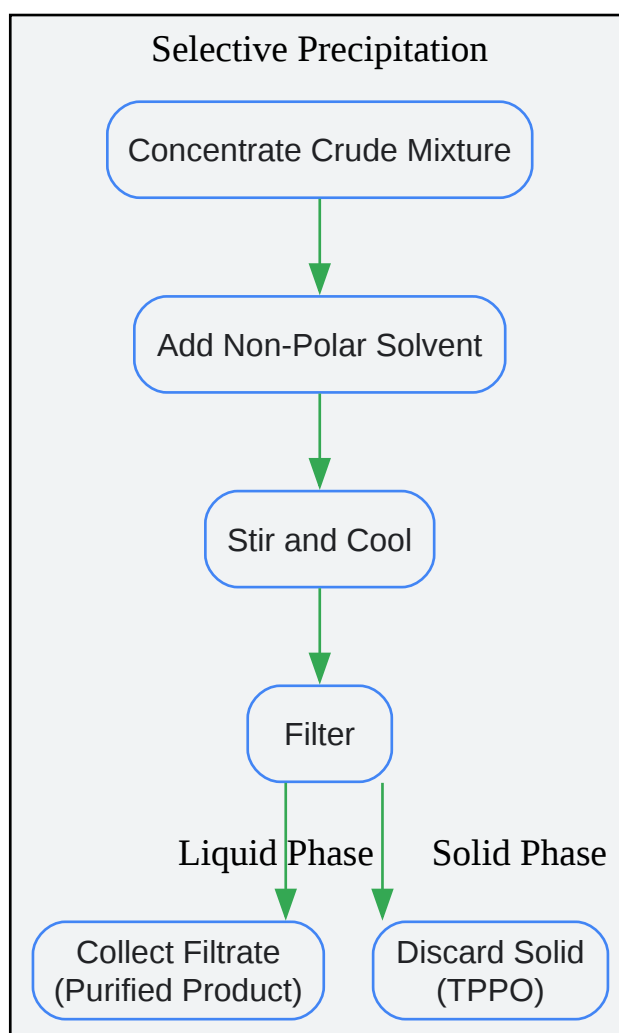 Selective Precipitation
Concentrate Crude Mixture
Add Non-Polar Solvent
Stir and Cool
Filter
Liquid Phase
Solid Phase
Collect Filtrate
(Purified Product)
Discard Solid
(TPPO)